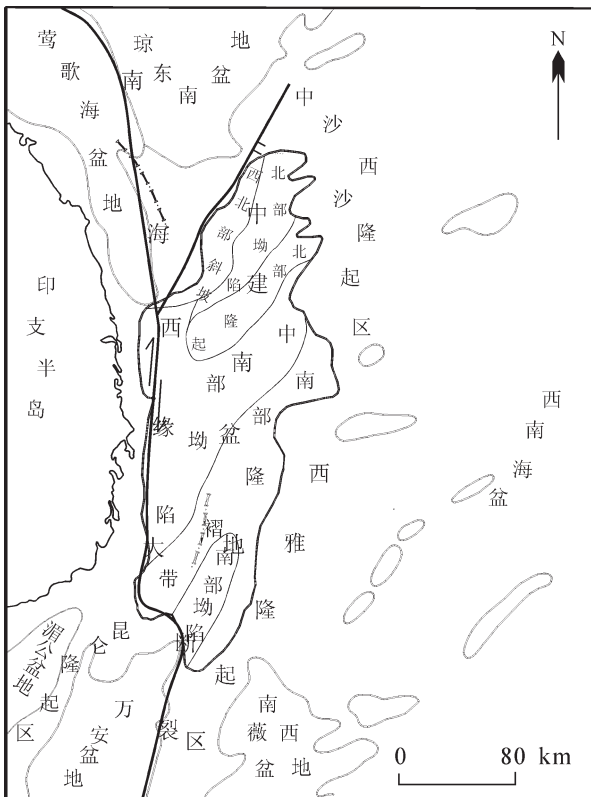 莺歌海盆地
琼东南盆地
N
中沙西沙隆起区
印支半岛
南海西缘大断裂
中建南盆地
西北部斜坡
北部坳陷
北部隆起
中部坳陷
南部隆褶带
南部坳陷
西雅隆起区
西南海盆
昆仑隆起区
湄公盆地
万安盆地
南薇西盆地
0 80 km